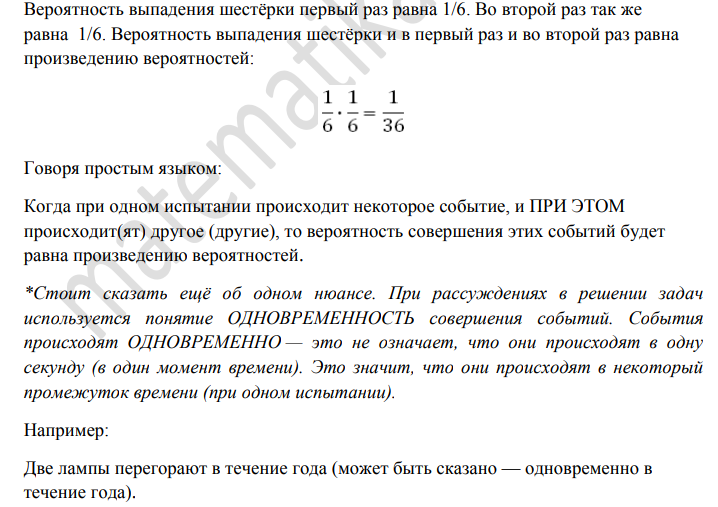 Вероятность выпадения шестёрки первый раз равна 1/6. Во второй раз так же
равна 1/6. Вероятность выпадения шестёрки и в первый раз и во второй раз равна
произведению вероятностей:
1/6 · 1/6 = 1/36
Говоря простым языком:
Когда при одном испытании происходит некоторое событие, и ПРИ ЭТОМ
происходит(ят) другое (другие), то вероятность совершения этих событий будет
равна произведению вероятностей.
*Стоит сказать ещё об одном нюансе. При рассуждениях в решении задач
используется понятие ОДНОВРЕМЕННОСТЬ совершения событий. События
происходят ОДНОВРЕМЕННО — это не означает, что они происходят в одну
секунду (в один момент времени). Это значит, что они происходят в некоторый
промежуток времени (при одном испытании).
Например:
Две лампы перегорают в течение года (может быть сказано — одновременно в
течение года).
matematika